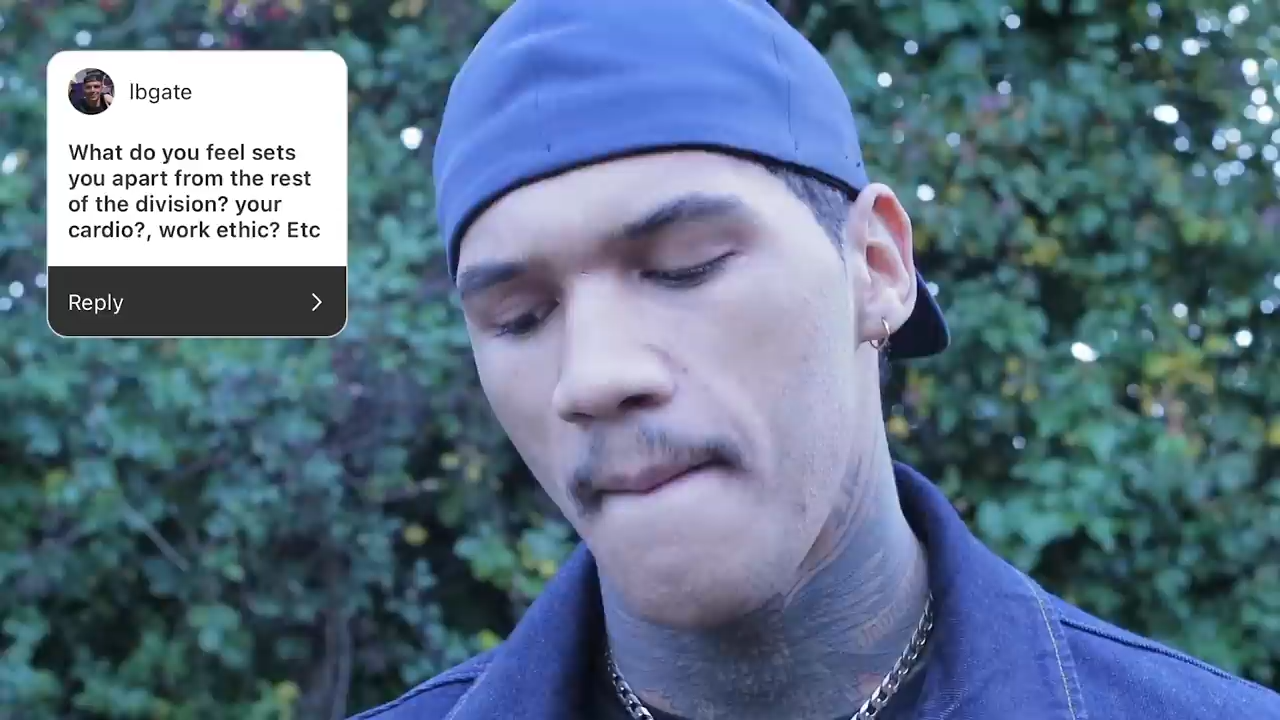 lbgate
What do you feel sets
you apart from the rest
of the division? your
cardio?, work ethic? Etc
Reply